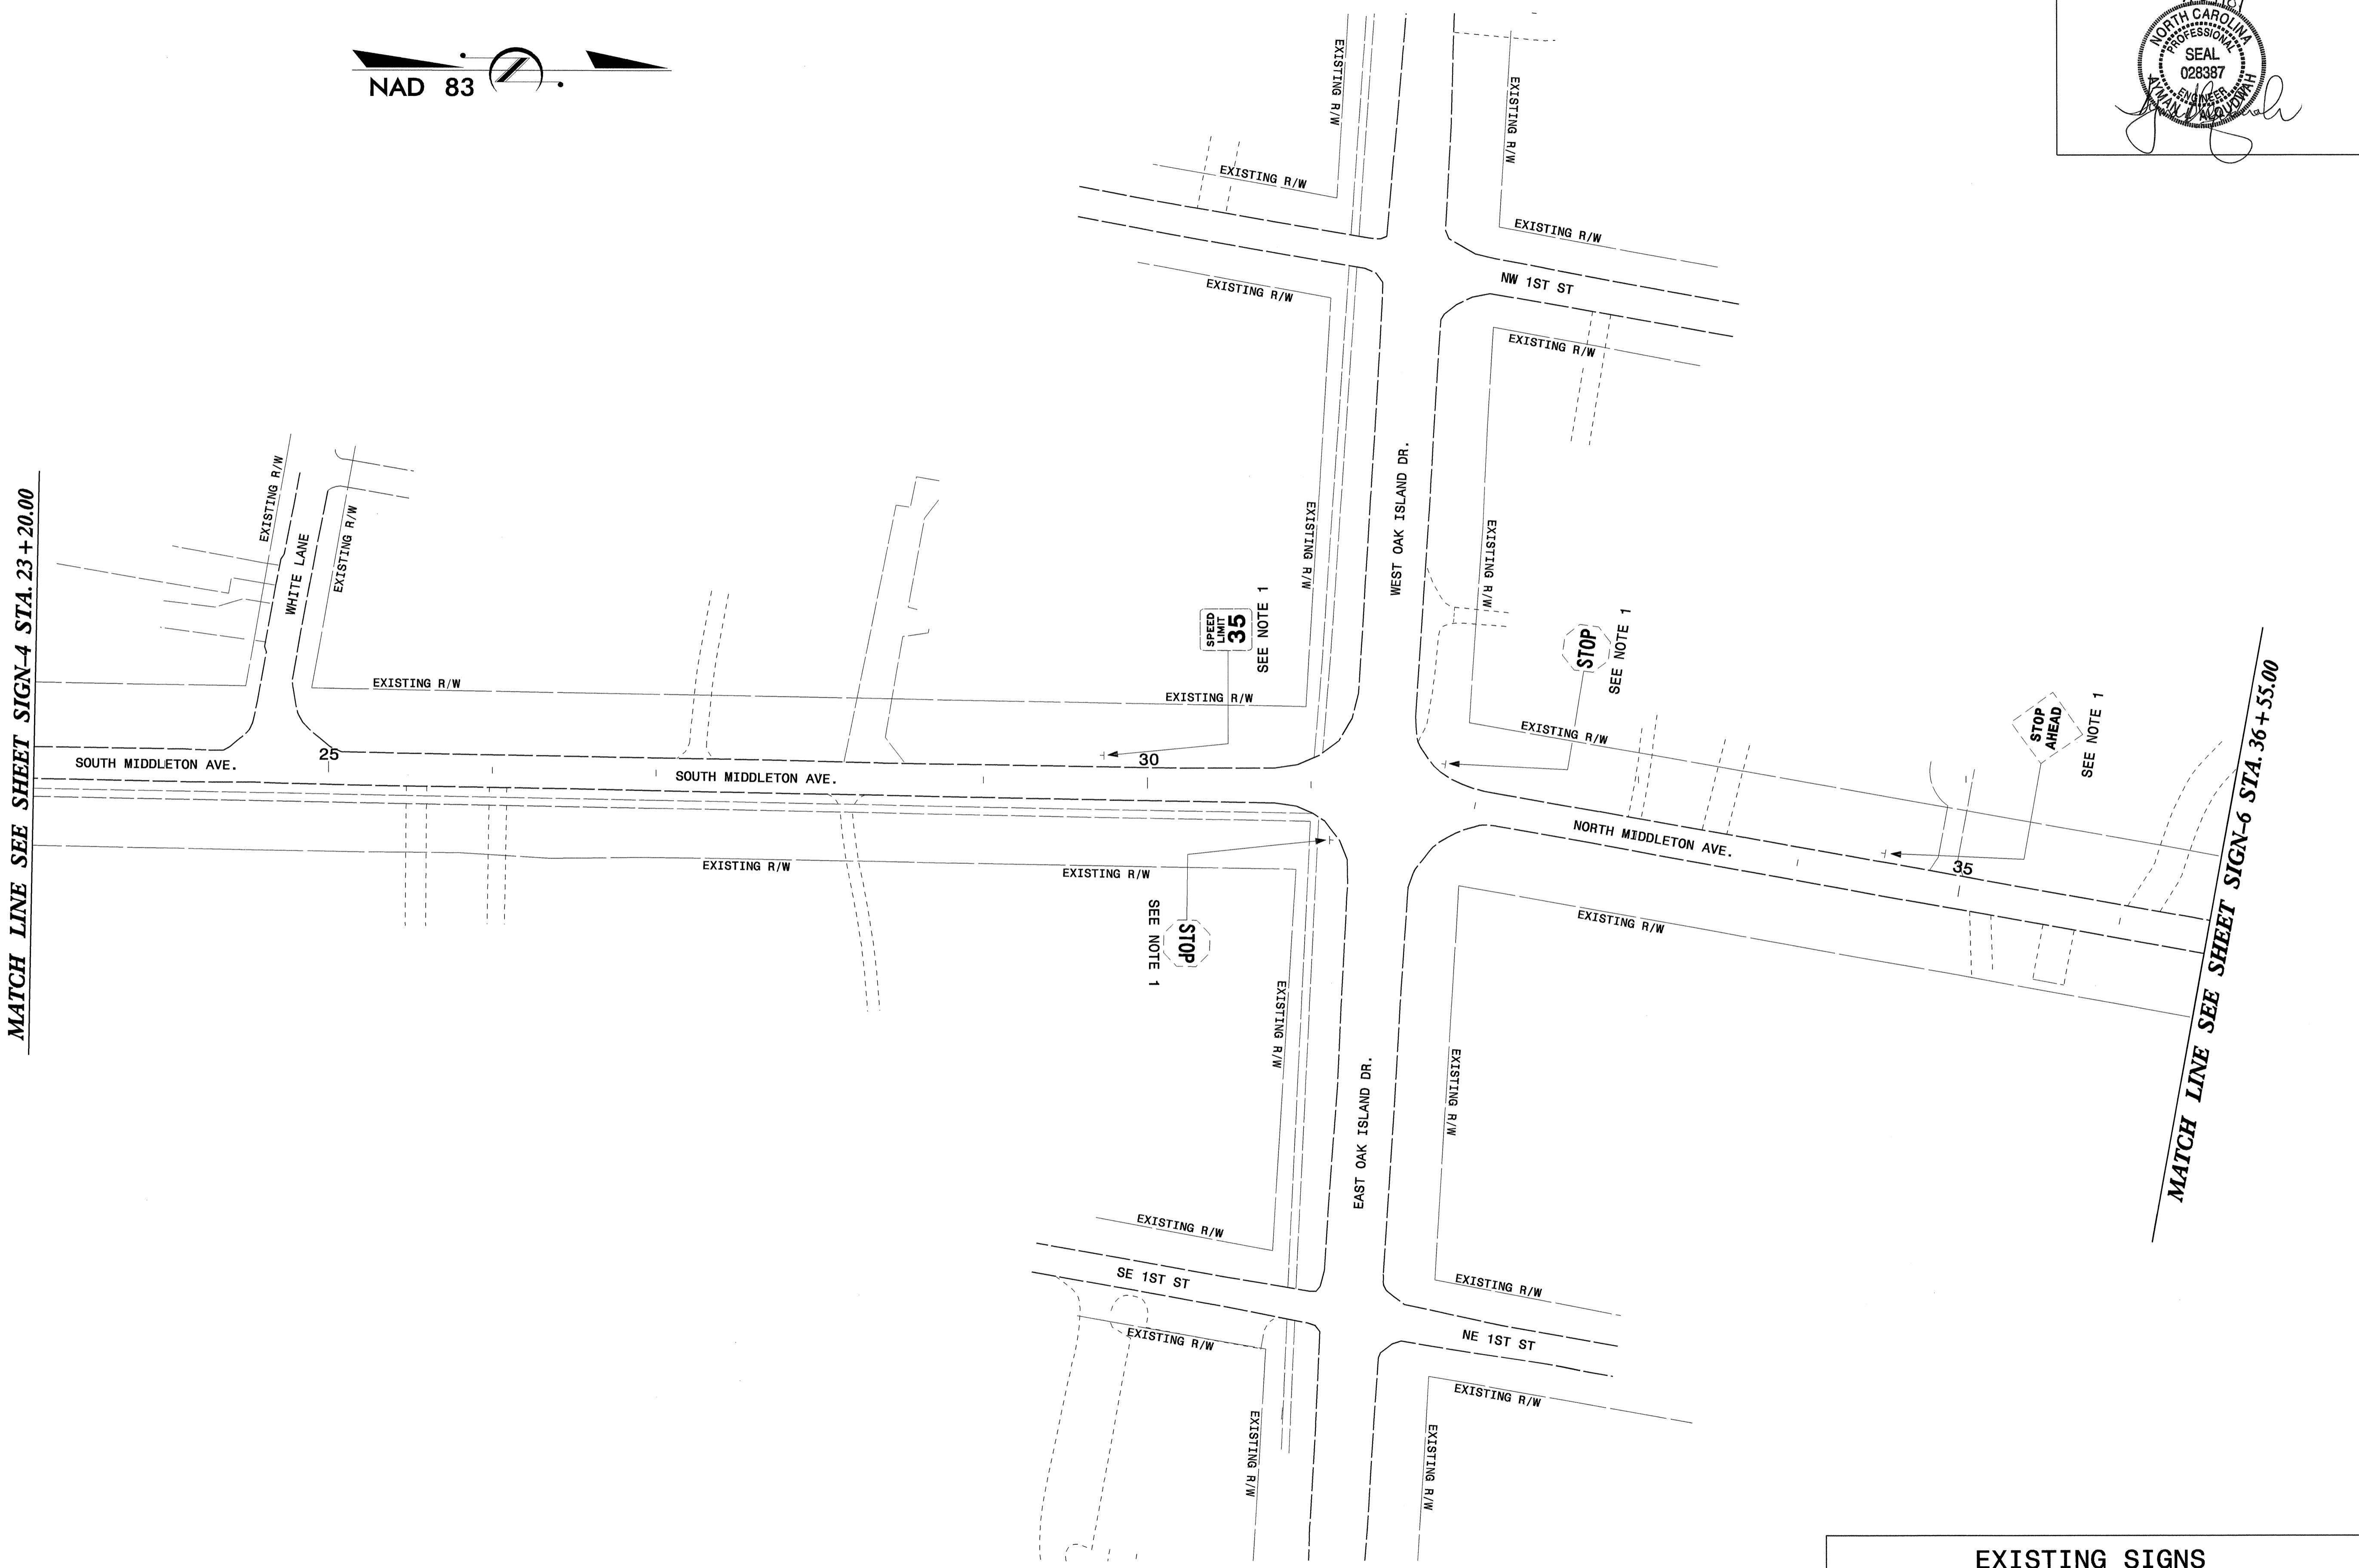 NAD 83
NORTH CAROLINA
PROFESSIONAL
SEAL
028387
ENGINEER
EXISTING R/W
EXISTING R/W
EXISTING R/W
EXISTING R/W
EXISTING R/W
NW 1ST ST
EXISTING R/W
MATCH LINE SEE SHEET SIGN-4 STA. 23+20.00
EXISTING R/W
WHITE LANE
EXISTING R/W
EXISTING R/W
WEST OAK ISLAND DR.
EXISTING R/W
SPEED
LIMIT
35
SEE NOTE 1
STOP
SEE NOTE 1
STOP
AHEAD
SEE NOTE 1
MATCH LINE SEE SHEET SIGN-6 STA. 36+55.00
EXISTING R/W
EXISTING R/W
EXISTING R/W
25
30
SOUTH MIDDLETON AVE.
SOUTH MIDDLETON AVE.
NORTH MIDDLETON AVE.
35
EXISTING R/W
EXISTING R/W
EXISTING R/W
SEE NOTE 1
STOP
EXISTING R/W
EAST OAK ISLAND DR.
EXISTING R/W
EXISTING R/W
SE 1ST ST
EXISTING R/W
EXISTING R/W
NE 1ST ST
EXISTING R/W
EXISTING R/W
EXISTING R/W
EXISTING SIGNS